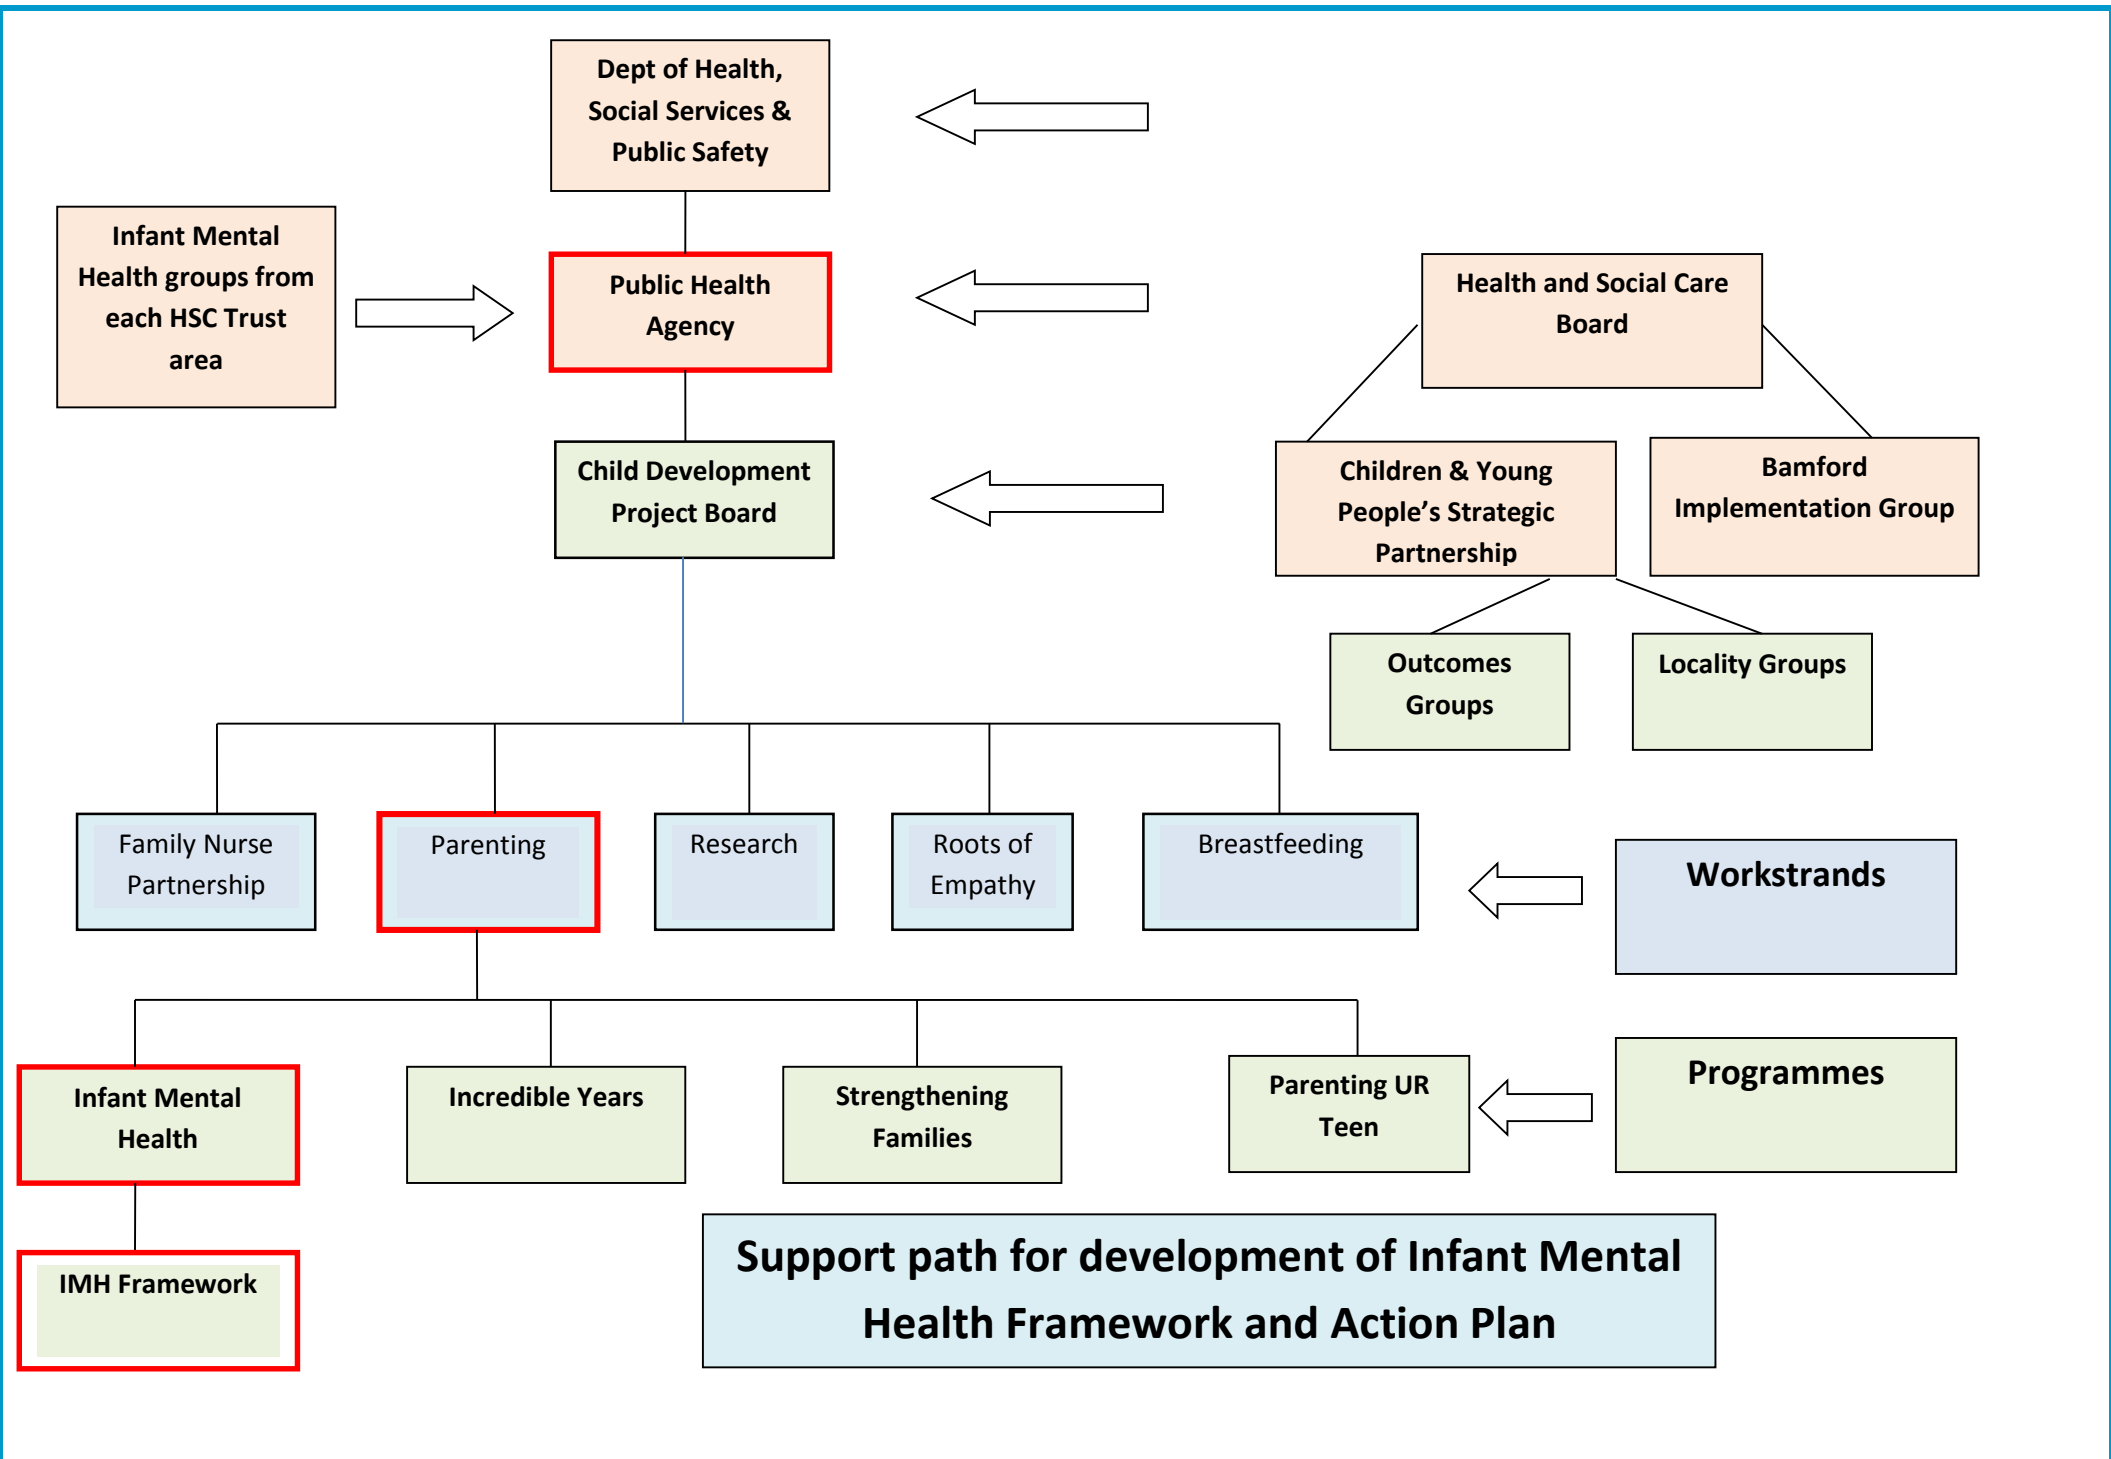 Dept of Health,
Social Services &
Public Safety
Infant Mental
Health groups from
each HSC Trust
area
Public Health
Agency
Health and Social Care
Board
Child Development
Project Board
Children & Young
People’s Strategic
Partnership
Bamford
Implementation Group
Outcomes
Groups
Locality Groups
Family Nurse
Partnership
Parenting
Research
Roots of
Empathy
Breastfeeding
Workstrands
Infant Mental
Health
Incredible Years
Strengthening
Families
Parenting UR
Teen
Programmes
IMH Framework
Support path for development of Infant Mental
Health Framework and Action Plan